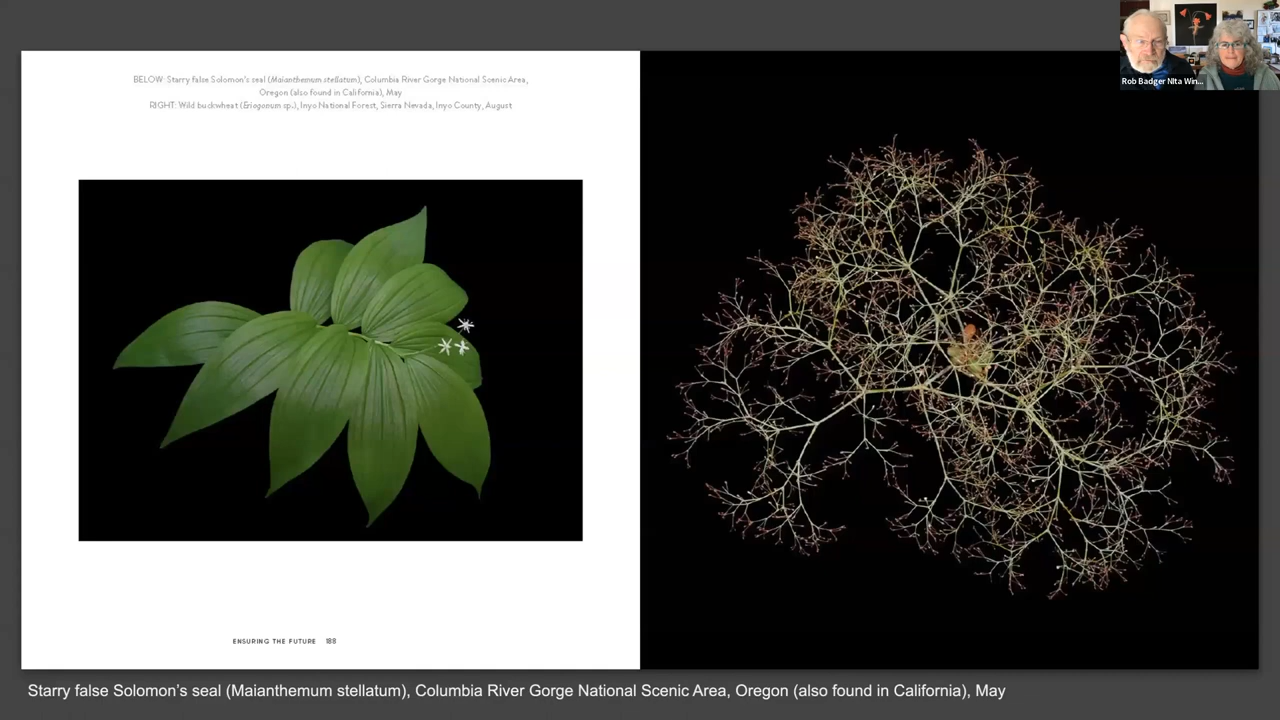 Rob Badger NIta Win...
BELOW: Starry false Solomon's seal (Maianthemum stellatum), Columbia River Gorge National Scenic Area,
Oregon (also found in California), May
RIGHT: Wild buckwheat (Eriogonum sp.), Inyo National Forest, Sierra Nevada, Inyo County, August
ENSURING THE FUTURE 188
Starry false Solomon’s seal (Maianthemum stellatum), Columbia River Gorge National Scenic Area, Oregon (also found in California), May